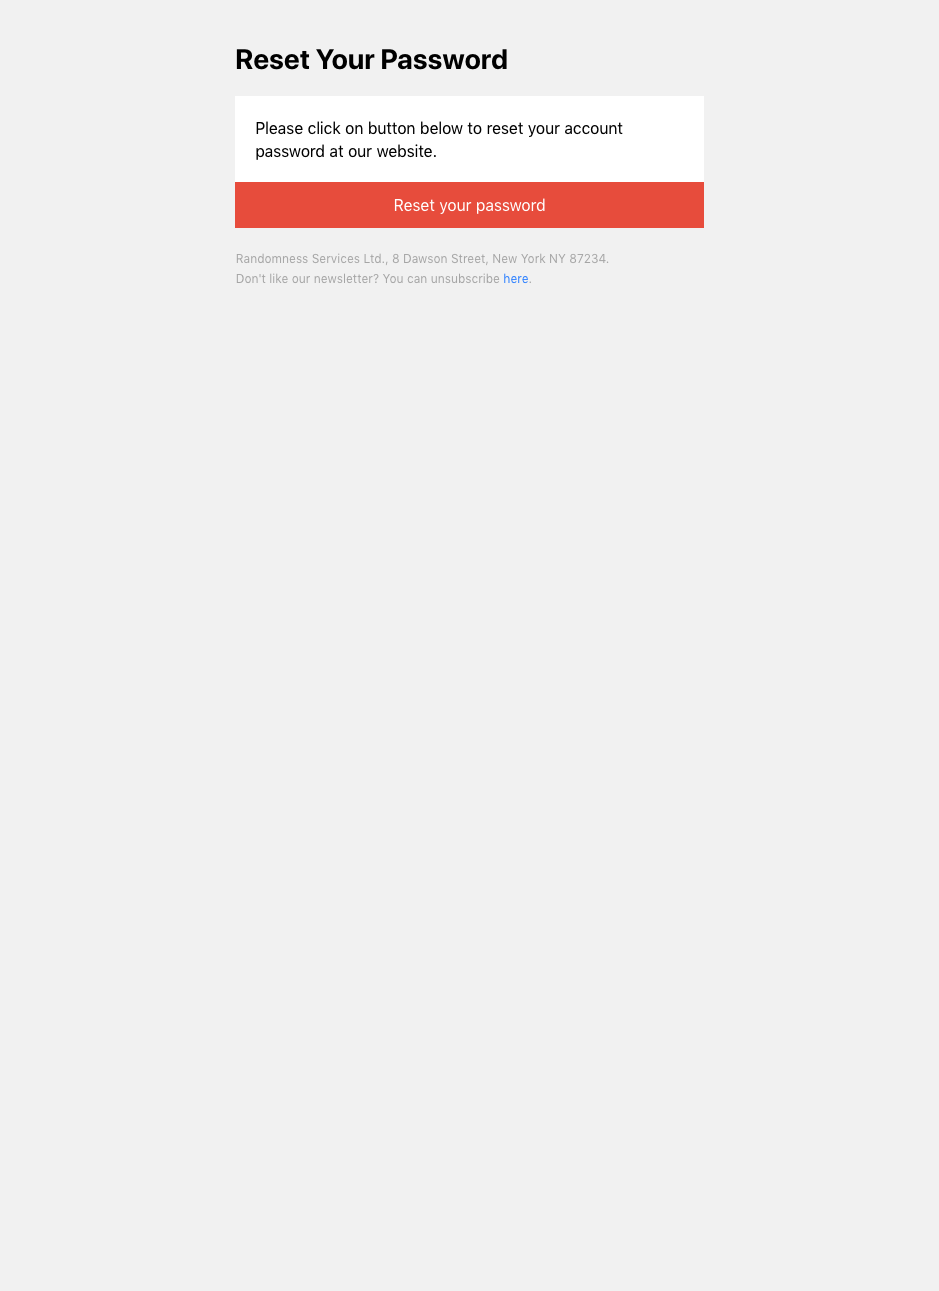 Reset Your Password
Please click on button below to reset your account
password at our website.
Reset your password
Randomness Services Ltd., 8 Dawson Street, New York NY 87234.
Don't like our newsletter? You can unsubscribe here.